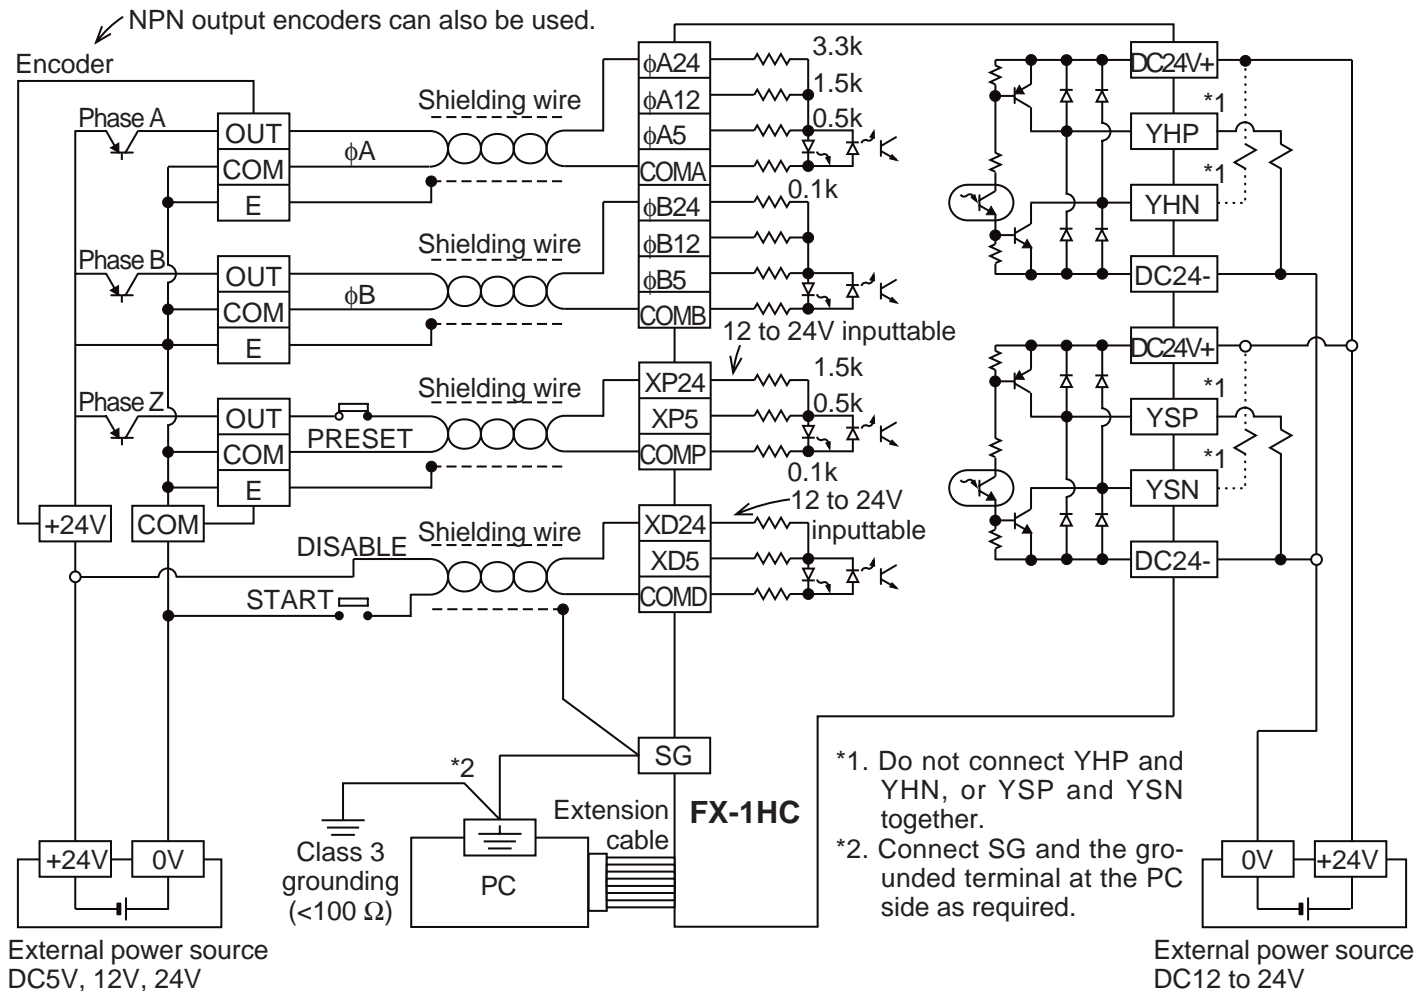 NPN output encoders can also be used.
Encoder
Phase A
OUT
COM
E
φA
Shielding wire
φA24
φA12
φA5
COMA
3.3k
1.5k
0.5k
0.1k
Phase B
OUT
COM
E
φB
Shielding wire
φB24
φB12
φB5
COMB
12 to 24V inputtable
Phase Z
OUT
COM
E
PRESET
Shielding wire
XP24
XP5
COMP
1.5k
0.5k
0.1k
12 to 24V
inputtable
+24V
COM
DISABLE
START
Shielding wire
XD24
XD5
COMD
DC24V+
*1
YHP
*1
YHN
DC24-
DC24V+
*1
YSP
*1
YSN
DC24-
SG
*2
Class 3
grounding
(<100 Ω)
PC
Extension
cable
FX-1HC
*1. Do not connect YHP and
YHN, or YSP and YSN
together.
*2. Connect SG and the gro-
unded terminal at the PC
side as required.
+24V
0V
External power source
DC5V, 12V, 24V
0V
+24V
External power source
DC12 to 24V